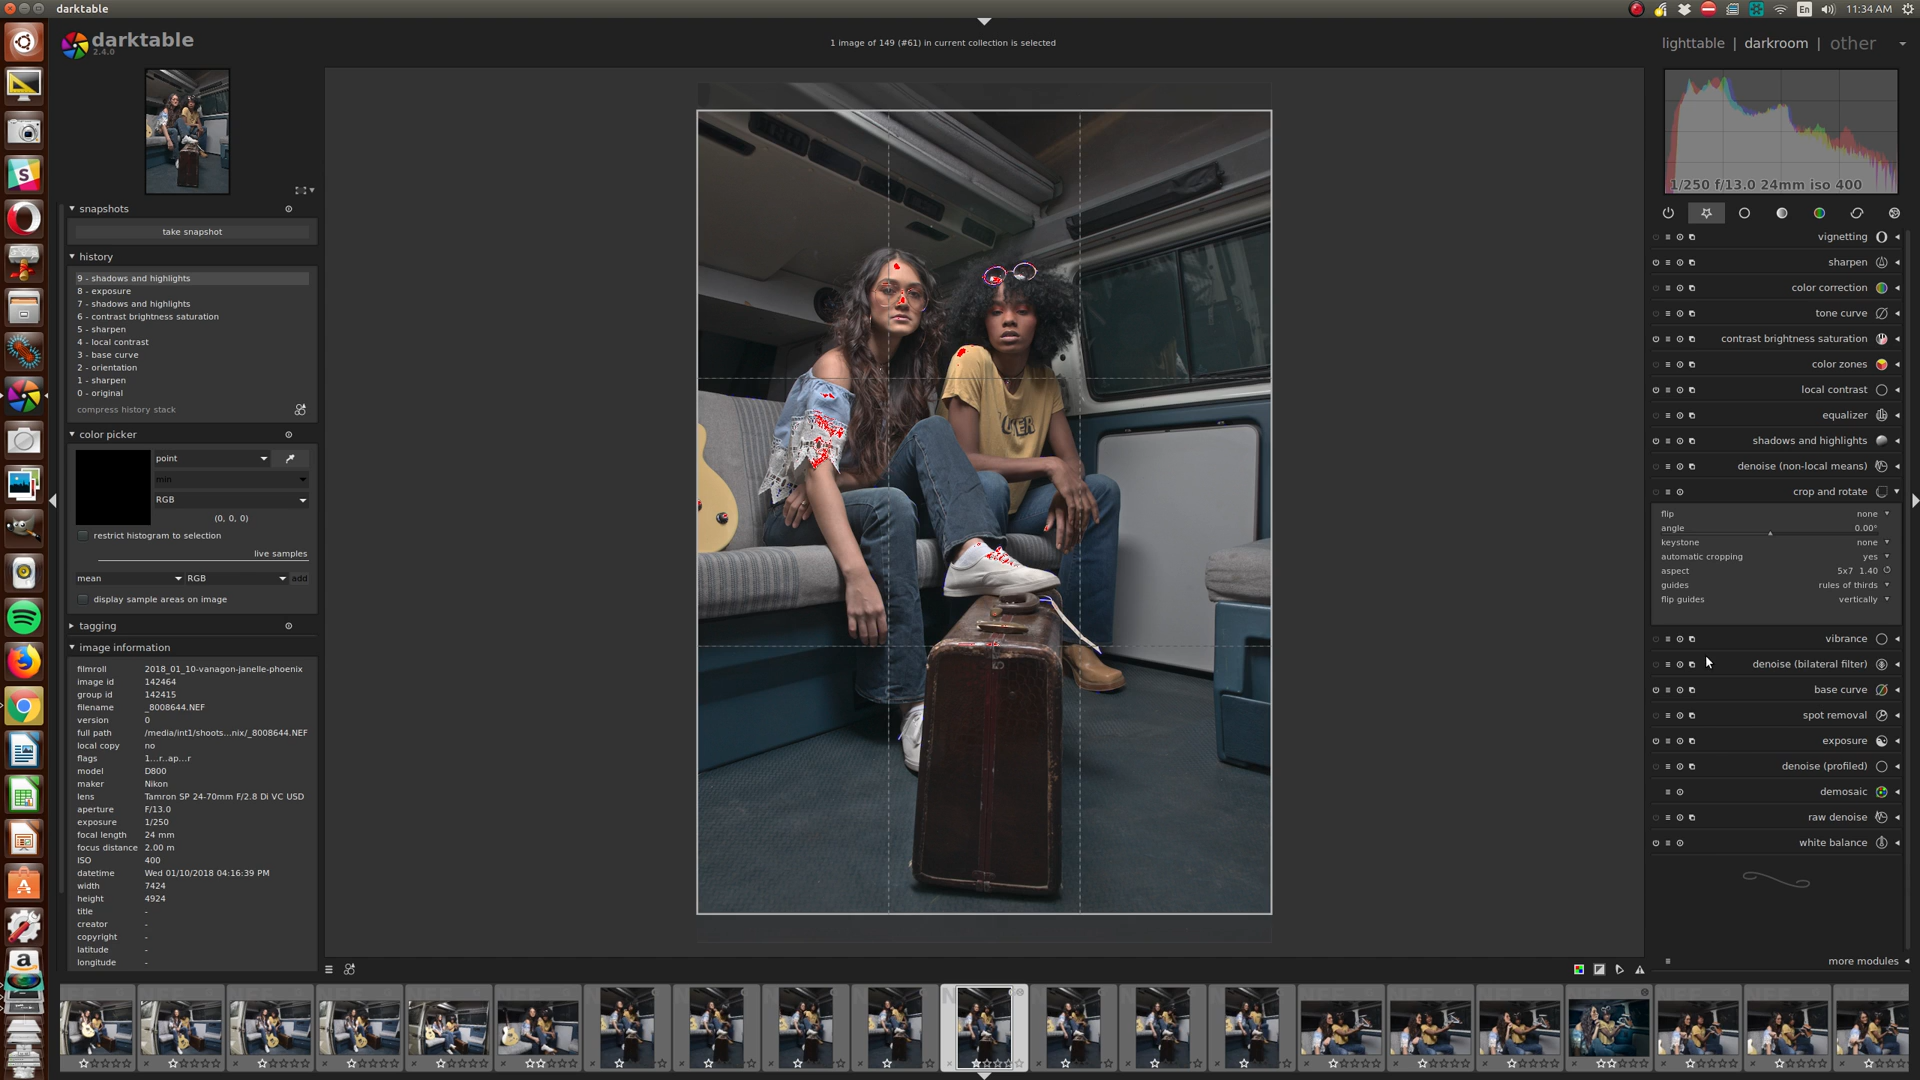 darktable
En
11:34 AM
darktable
2.4.0
1 image of 149 (#61) in current collection is selected
lighttable | darkroom | other
1/250 f/13.0 24mm iso 400
snapshots
take snapshot
history
9 - shadows and highlights
8 - exposure
7 - shadows and highlights
6 - contrast brightness saturation
5 - sharpen
4 - local contrast
3 - base curve
2 - orientation
1 - sharpen
0 - original
compress history stack
color picker
point
min
RGB
(0, 0, 0)
restrict histogram to selection
live samples
mean RGB add
display sample areas on image
tagging
image information
filmroll 2018_01_10-vanagon-janelle-phoenix
image id 142464
group id 142415
filename _8008644.NEF
version 0
full path /media/int1/shoots...nix/_8008644.NEF
local copy no
flags 1...r..ap...r
model D800
maker Nikon
lens Tamron SP 24-70mm F/2.8 Di VC USD
aperture F/13.0
exposure 1/250
focal length 24 mm
focus distance 2.00 m
ISO 400
datetime Wed 01/10/2018 04:16:39 PM
width 7424
height 4924
title -
creator -
copyright -
latitude -
longitude -
vignetting
sharpen
color correction
tone curve
contrast brightness saturation
color zones
local contrast
equalizer
shadows and highlights
denoise (non-local means)
crop and rotate
flip none
angle 0.00°
keystone none
automatic cropping yes
aspect 5x7 1.40
guides rules of thirds
flip guides vertically
vibrance
denoise (bilateral filter)
base curve
spot removal
exposure
denoise (profiled)
demosaic
raw denoise
white balance
more modules